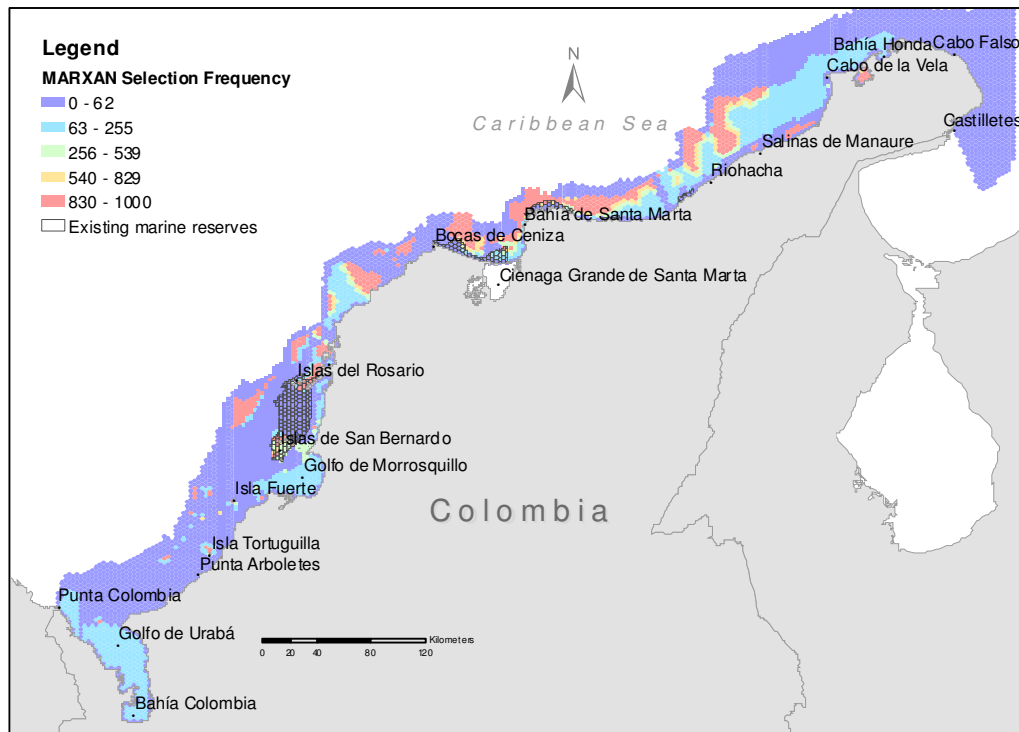 Legend
MARXAN Selection Frequency
0 - 62
63 - 255
256 - 539
540 - 829
830 - 1000
Existing marine reserves
N
Caribbean Sea
Bahía Honda
Cabo Falso
Cabo de la Vela
Castilletes
Salinas de Manaure
Riohacha
Bahía de Santa Marta
Bocas de Ceniza
Cienaga Grande de Santa Marta
Islas del Rosario
Islas de San Bernardo
Golfo de Morrosquillo
Isla Fuerte
Colombia
Isla Tortuguilla
Punta Arboletes
Punta Colombia
Golfo de Urabá
Kilometers
0 20 40 80 120
Bahía Colombia